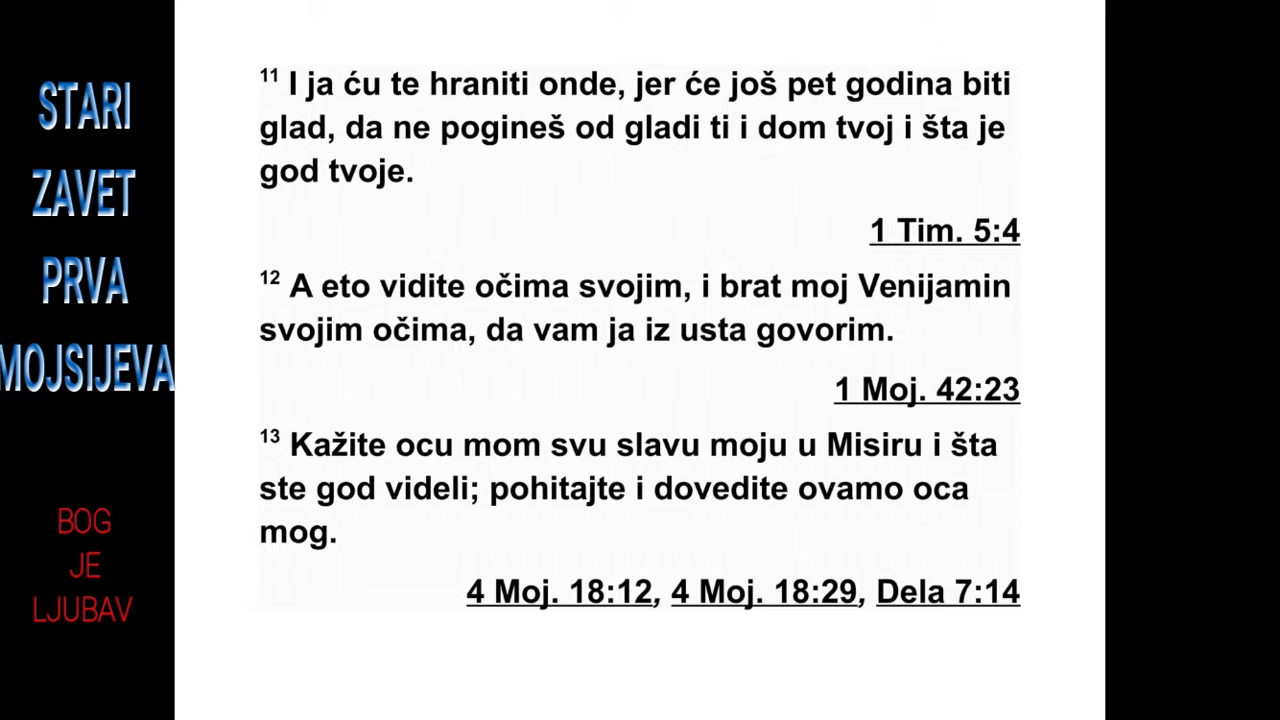 STARI
ZAVET
PRVA
MOJSIJEVA
BOG
JE
LJUBAV
11 I ja ću te hraniti onde, jer će još pet godina biti
glad, da ne pogineš od gladi ti i dom tvoj i šta je
god tvoje.
1 Tim. 5:4
12 A eto vidite očima svojim, i brat moj Venijamin
svojim očima, da vam ja iz usta govorim.
1 Moj. 42:23
13 Kažite ocu mom svu slavu moju u Misiru i šta
ste god videli; pohitajte i dovedite ovamo oca
mog.
4 Moj. 18:12, 4 Moj. 18:29, Dela 7:14